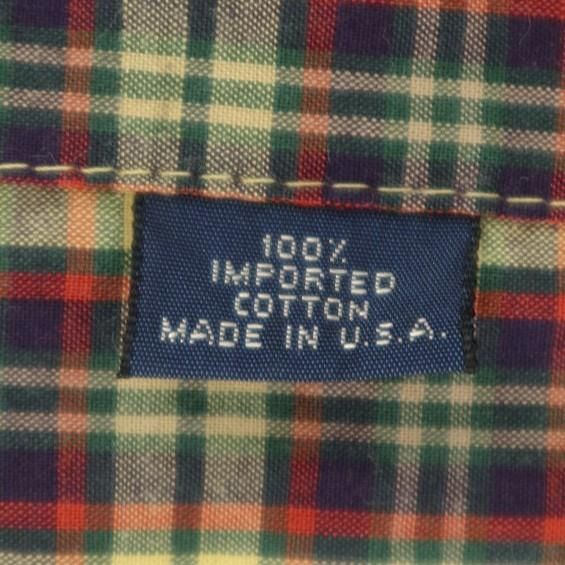 100%
IMPORTED
COTTON
MADE IN U.S.A.